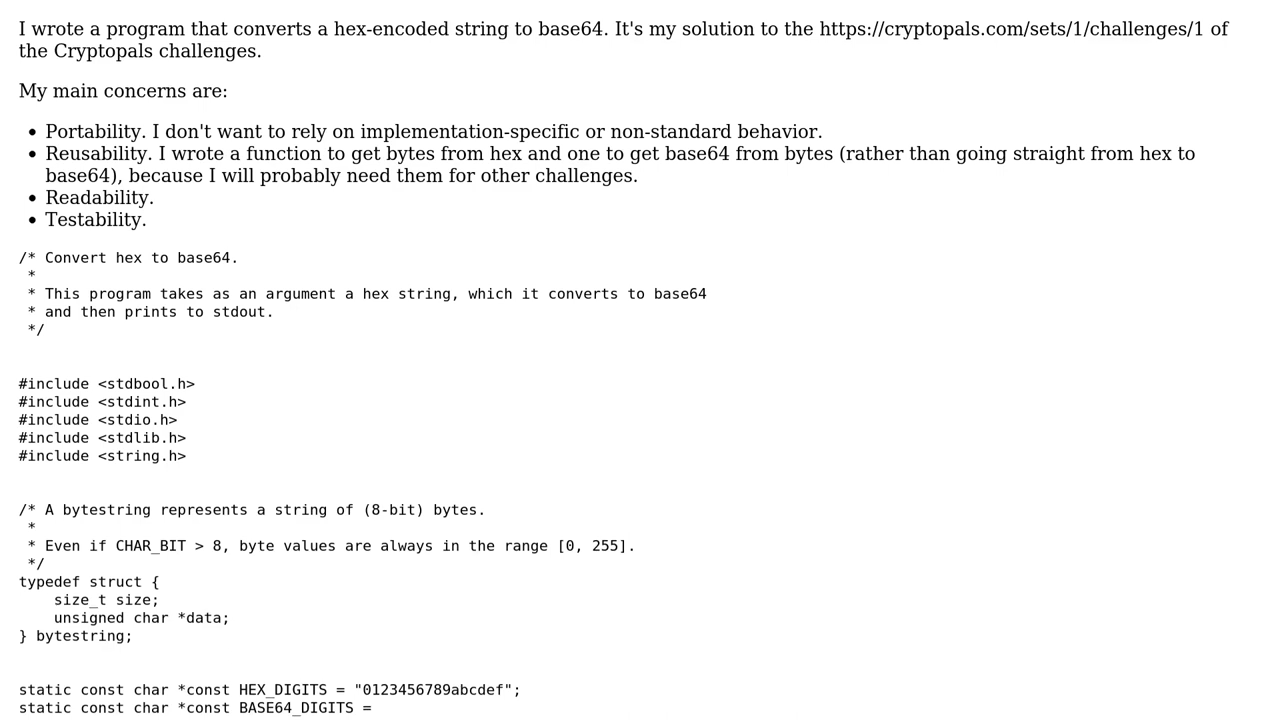 I wrote a program that converts a hex-encoded string to base64. It's my solution to the https://cryptopals.com/sets/1/challenges/1 of
the Cryptopals challenges.
My main concerns are:
• Portability. I don't want to rely on implementation-specific or non-standard behavior.
• Reusability. I wrote a function to get bytes from hex and one to get base64 from bytes (rather than going straight from hex to
base64), because I will probably need them for other challenges.
• Readability.
• Testability.
/* Convert hex to base64.
 *
 * This program takes as an argument a hex string, which it converts to base64
 * and then prints to stdout.
 */
#include <stdbool.h>
#include <stdint.h>
#include <stdio.h>
#include <stdlib.h>
#include <string.h>
/* A bytestring represents a string of (8-bit) bytes.
 *
 * Even if CHAR_BIT > 8, byte values are always in the range [0, 255].
 */
typedef struct {
    size_t size;
    unsigned char *data;
} bytestring;
static const char *const HEX_DIGITS = "0123456789abcdef";
static const char *const BASE64_DIGITS =